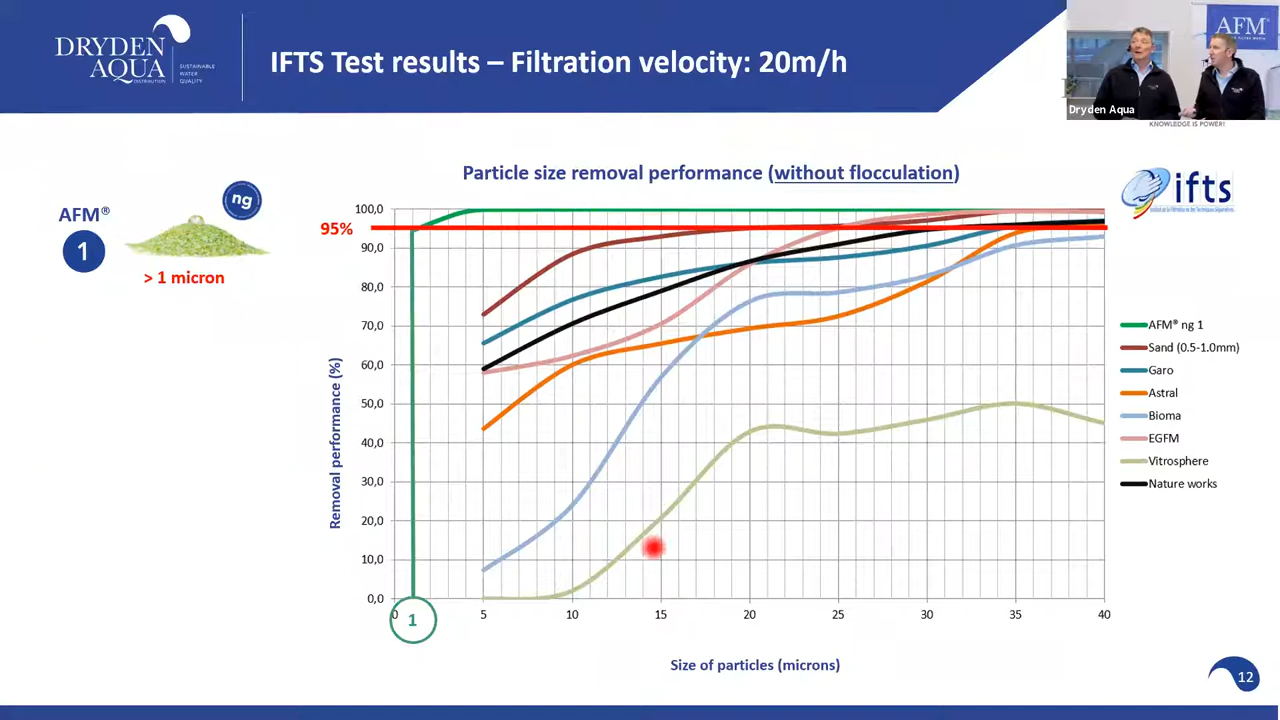 DRYDEN
AQUA
DISTRIBUTION
SUSTAINABLE
WATER
QUALITY
IFTS Test results – Filtration velocity: 20m/h
AFM®
Dryden Aqua
KNOWLEDGE IS POWER!
Particle size removal performance (without flocculation)
ifts
AFM®
1
ng
> 1 micron
95%
100,0
90,0
80,0
70,0
60,0
50,0
40,0
30,0
20,0
10,0
0,0
Removal performance (%)
0
1
5
10
15
20
25
30
35
40
Size of particles (microns)
AFM® ng 1
Sand (0.5-1.0mm)
Garo
Astral
Bioma
EGFM
Vitrosphere
Nature works
12